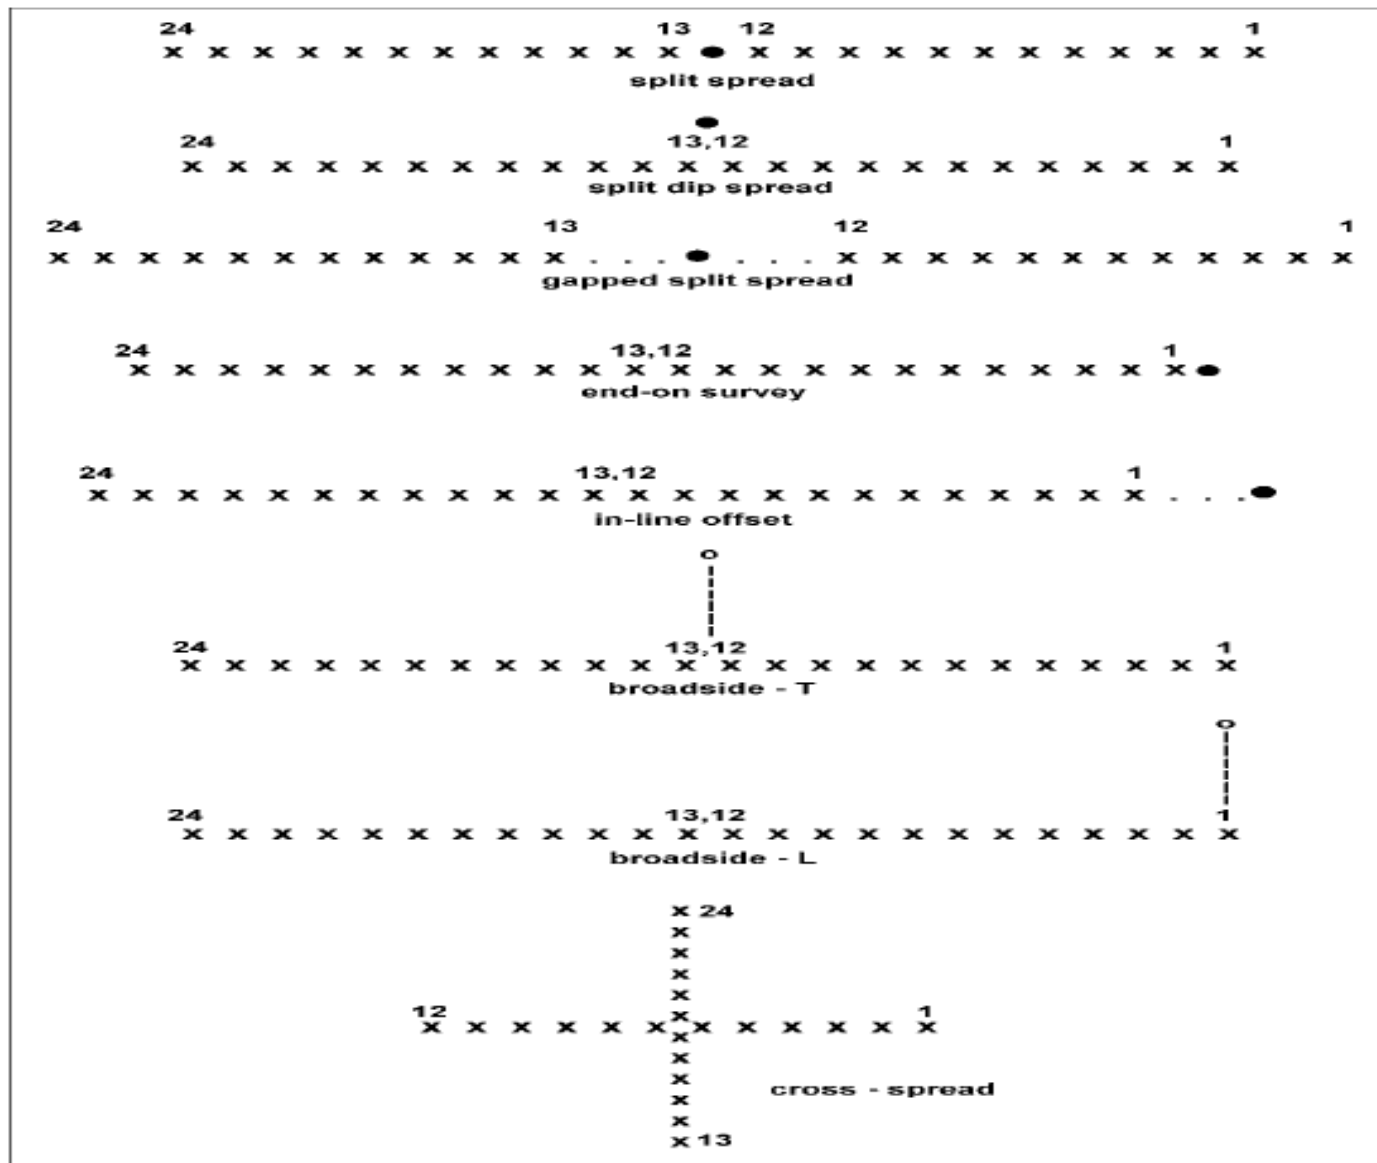 24 13 12 1
x x x x x x x x x x x x ● x x x x x x x x x x x x
split spread
24 13,12 1
x x x x x x x x x x x x x x x x x x x x x x x x
split dip spread
24 13 12 1
x x x x x x x x x x x x . . . ● . . . x x x x x x x x x x x x
gapped split spread
24 13,12 1
x x x x x x x x x x x x x x x x x x x x x x x x ●
end-on survey
24 13,12 1
x x x x x x x x x x x x x x x x x x x x x x x x . . . ●
in-line offset
o
24 13,12 1
x x x x x x x x x x x x x x x x x x x x x x x x
broadside - T
o
24 13,12 1
x x x x x x x x x x x x x x x x x x x x x x x x
broadside - L
x 24
x
x
x
x
12 x 1
x x x x x x x x x x x x
x
x
x
cross - spread
x
x
x 13